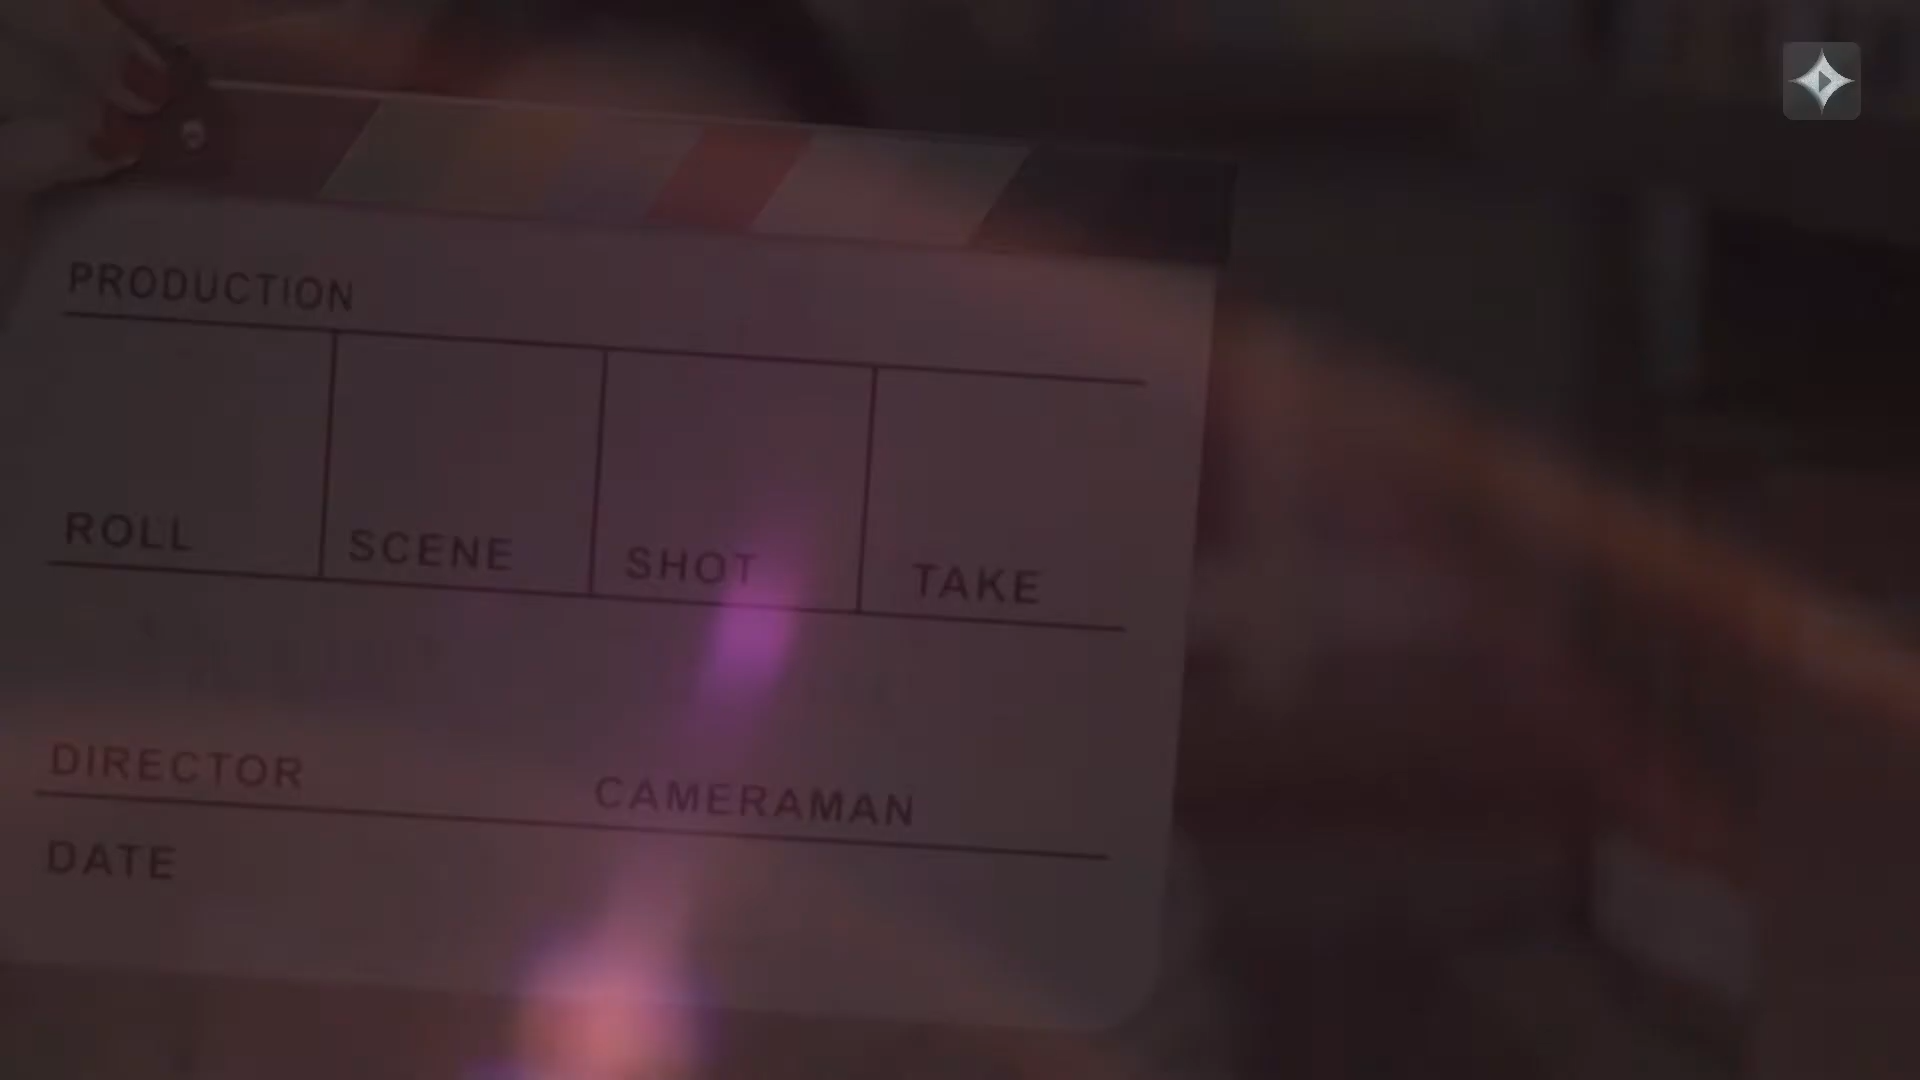 PRODUCTION
ROLL SCENE SHOT TAKE
DIRECTOR CAMERAMAN
DATE